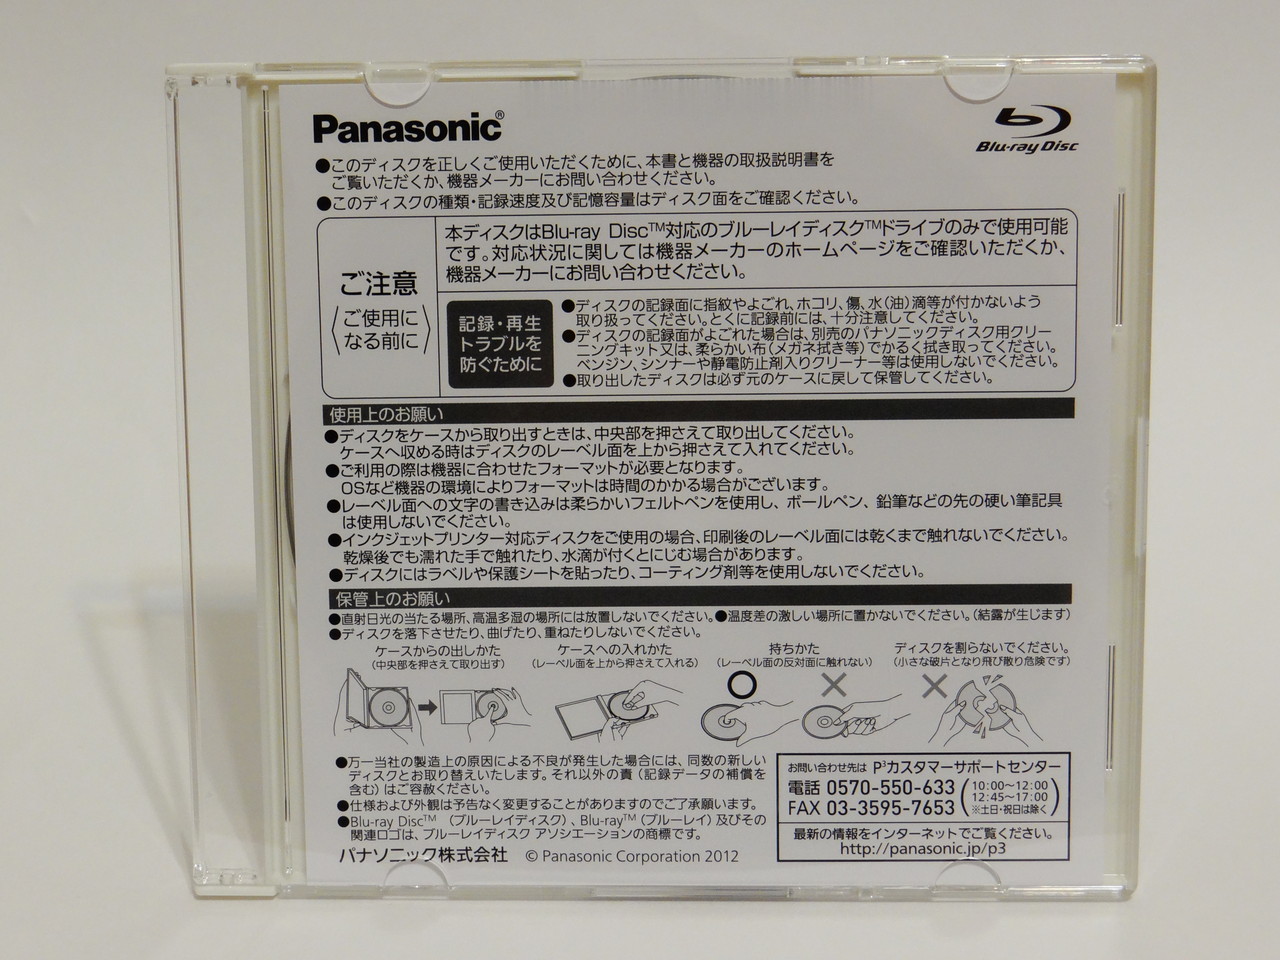 Panasonic®
Blu-ray Disc
●このディスクを正しくご使用いただくために、本書と機器の取扱説明書を
ご覧いただくか、機器メーカーにお問い合わせください。
●このディスクの種類・記録速度及び記憶容量はディスク面をご確認ください。
ご注意
ご使用に
なる前に
本ディスクはBlu-ray Disc™対応のブルーレイディスク™ドライブのみで使用可能
です。対応状況に関しては機器メーカーのホームページをご確認いただくか、
機器メーカーにお問い合わせください。
記録・再生
トラブルを
防ぐために
●ディスクの記録面に指紋やよごれ、ホコリ、傷、水(油)滴等が付かないよう
取り扱ってください。とくに記録前には、十分注意してください。
●ディスクの記録面がよごれた場合は、別売のパナソニックディスク用クリー
ニングキット又は、柔らかい布(メガネ拭き等)でかるく拭き取ってください。
ベンジン、シンナーや静電防止剤入りクリーナー等は使用しないでください。
●取り出したディスクは必ず元のケースに戻して保管してください。
使用上のお願い
●ディスクをケースから取り出すときは、中央部を押さえて取り出してください。
ケースへ収める時はディスクのレーベル面を上から押さえて入れてください。
●ご利用の際は機器に合わせたフォーマットが必要となります。
OSなど機器の環境によりフォーマットは時間のかかる場合がございます。
●レーベル面への文字の書き込みは柔らかいフェルトペンを使用し、ボールペン、鉛筆などの先の硬い筆記具
は使用しないでください。
●インクジェットプリンター対応ディスクをご使用の場合、印刷後のレーベル面には乾くまで触れないでください。
乾燥後でも濡れた手で触れたり、水滴が付くとにじむ場合があります。
●ディスクにはラベルや保護シートを貼ったり、コーティング剤等を使用しないでください。
保管上のお願い
●直射日光の当たる場所、高温多湿の場所には放置しないでください。●温度差の激しい場所に置かないでください。(結露が生じます)
●ディスクを落下させたり、曲げたり、重ねたりしないでください。
ケースからの出しかた
(中央部を押さえて取り出す)
ケースへの入れかた
(レーベル面を上から押さえて入れる)
持ちかた
(レーベル面の反対面に触れない)
ディスクを割らないでください。
(小さな破片となり飛び散り危険です)
●万一当社の製造上の原因による不良が発生した場合には、同数の新しい
ディスクとお取り替えいたします。それ以外の責(記録データの補償を
含む)はご容赦ください。
●仕様および外観は予告なく変更することがありますのでご了承願います。
●Blu-ray Disc™(ブルーレイディスク)、Blu-ray™(ブルーレイ)及びその
関連ロゴは、ブルーレイディスク アソシエーションの商標です。
パナソニック株式会社 © Panasonic Corporation 2012
お問い合わせ先は P³カスタマーサポートセンター
電話 0570-550-633
FAX 03-3595-7653
10:00〜12:00
12:45〜17:00
※土日・祝日は除く
最新の情報をインターネットでご覧ください。
http://panasonic.jp/p3